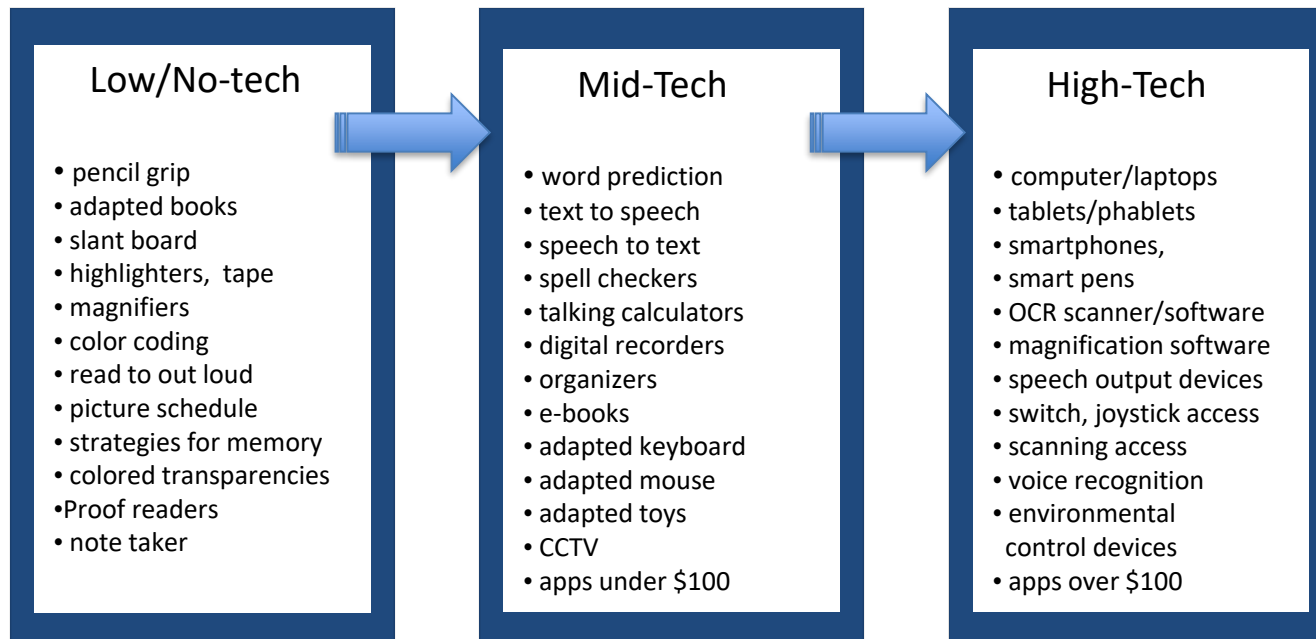 Low/No-tech
• pencil grip
• adapted books
• slant board
• highlighters,  tape
• magnifiers
• color coding
• read to out loud
• picture schedule
• strategies for memory
• colored transparencies
•Proof readers
• note taker
Mid-Tech
• word prediction
• text to speech
• speech to text
• spell checkers
• talking calculators
• digital recorders
• organizers
• e-books
• adapted keyboard
• adapted mouse
• adapted toys
• CCTV
• apps under $100
High-Tech
• computer/laptops
• tablets/phablets
• smartphones,
• smart pens
• OCR scanner/software
• magnification software
• speech output devices
• switch, joystick access
• scanning access
• voice recognition
• environmental
control devices
• apps over $100